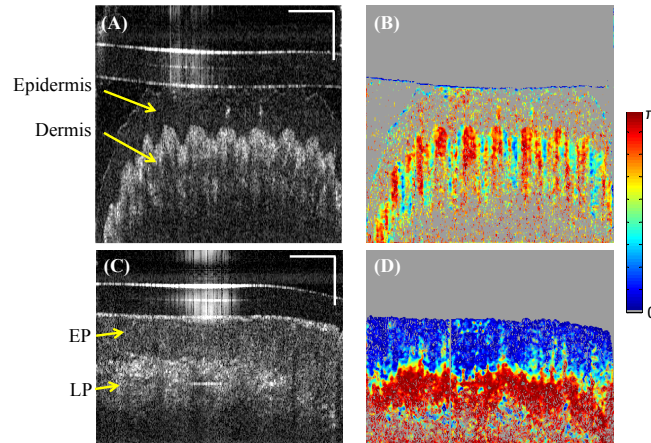 (A)
(B)
Epidermis
Dermis
π
0
(C)
(D)
EP
LP